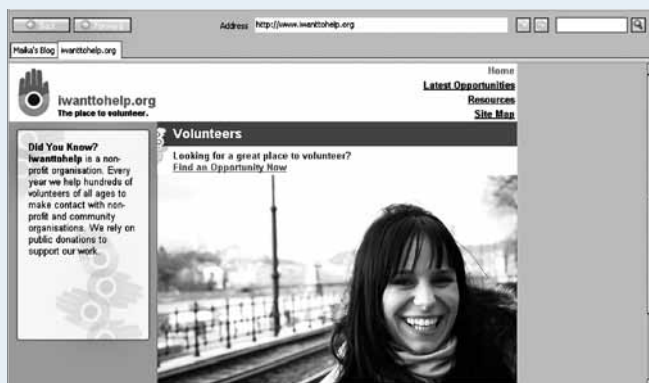 Back Forward Address http://www.iwanttohelp.org
Maika's Blog iwanttohelp.org
Home
Latest Opportunities
Resources
Site Map
iwanttohelp.org
The place to volunteer.
Did You Know?
iwanttohelp is a non-
profit organisation. Every
year we help hundreds of
volunteers of all ages to
make contact with non-
profit and community
organisations. We rely on
public donations to
support our work.
Volunteers
Looking for a great place to volunteer?
Find an Opportunity Now